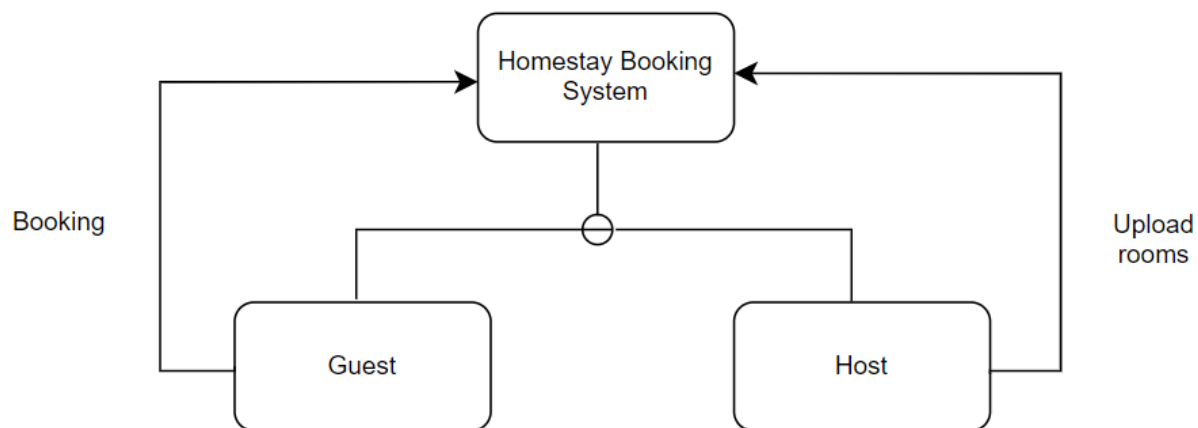 Homestay Booking
System
Booking
Upload
rooms
Guest
Host